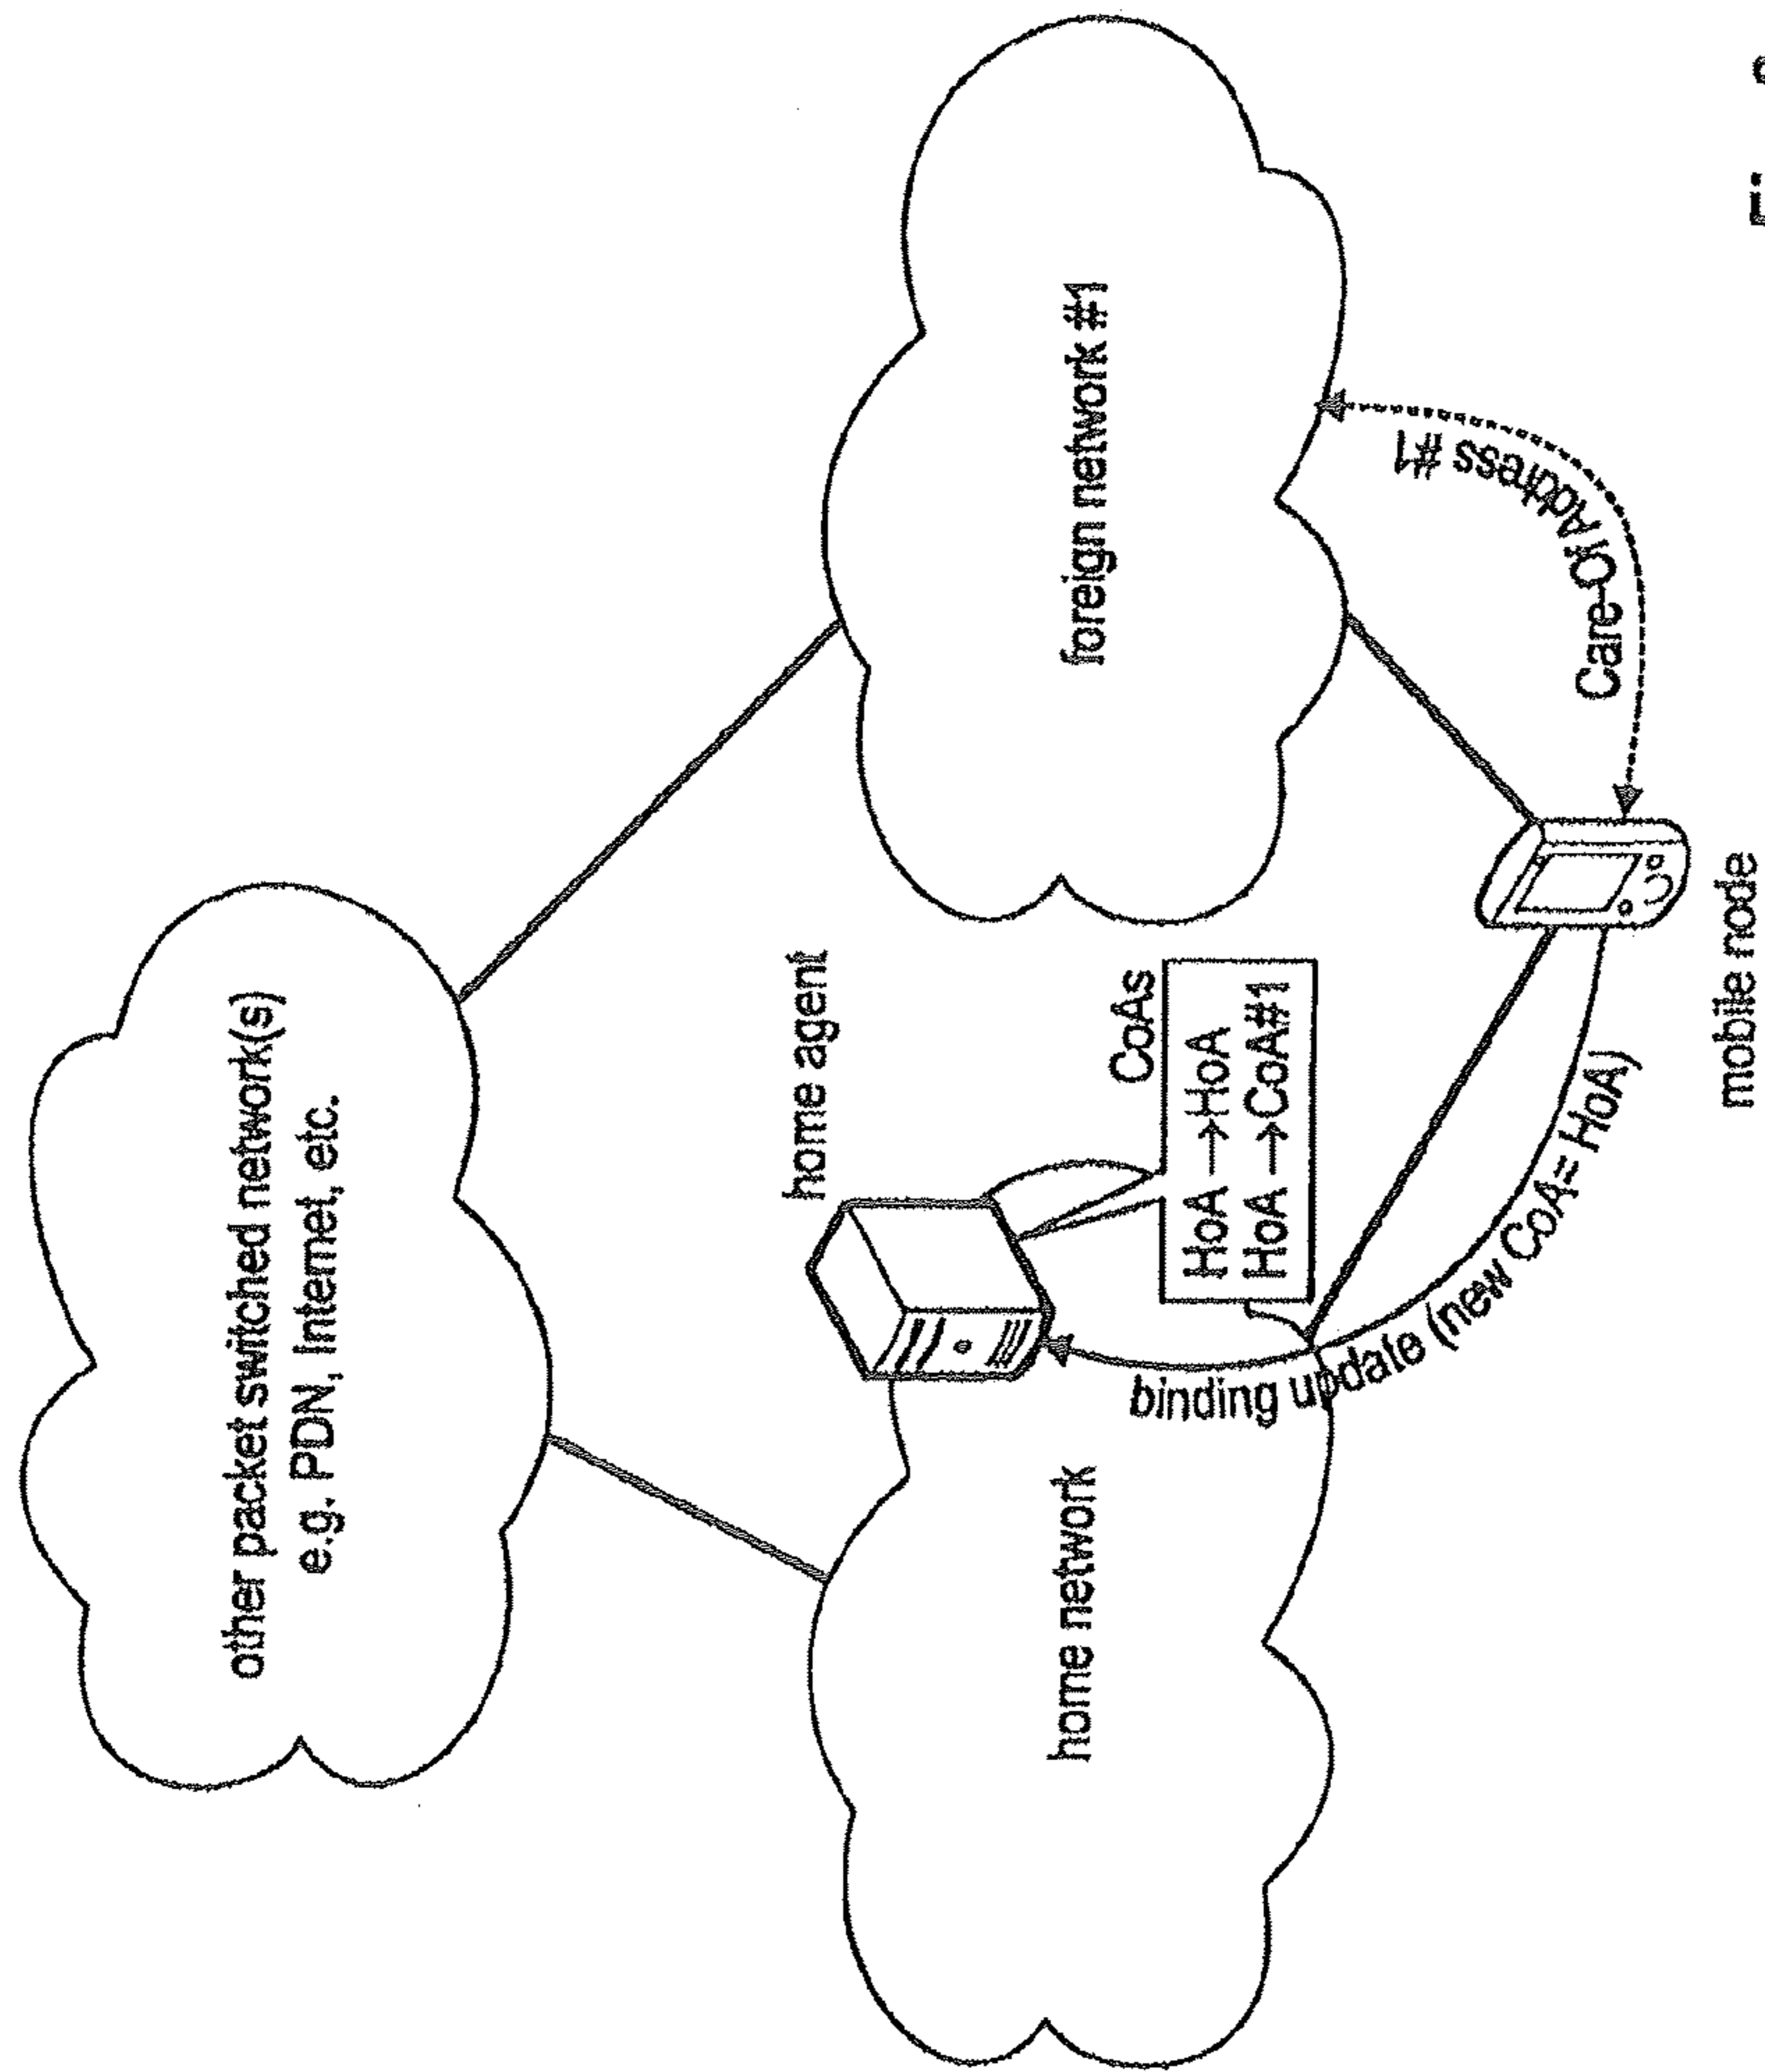 other packet switched network(s)
e.g. PDN, Internet, etc.
home agent
CoAs
HoA → HoA
HoA → CoA#1
home network
foreign network #1
binding update (new CoA= HoA)
Care-Of Address #1
mobile node